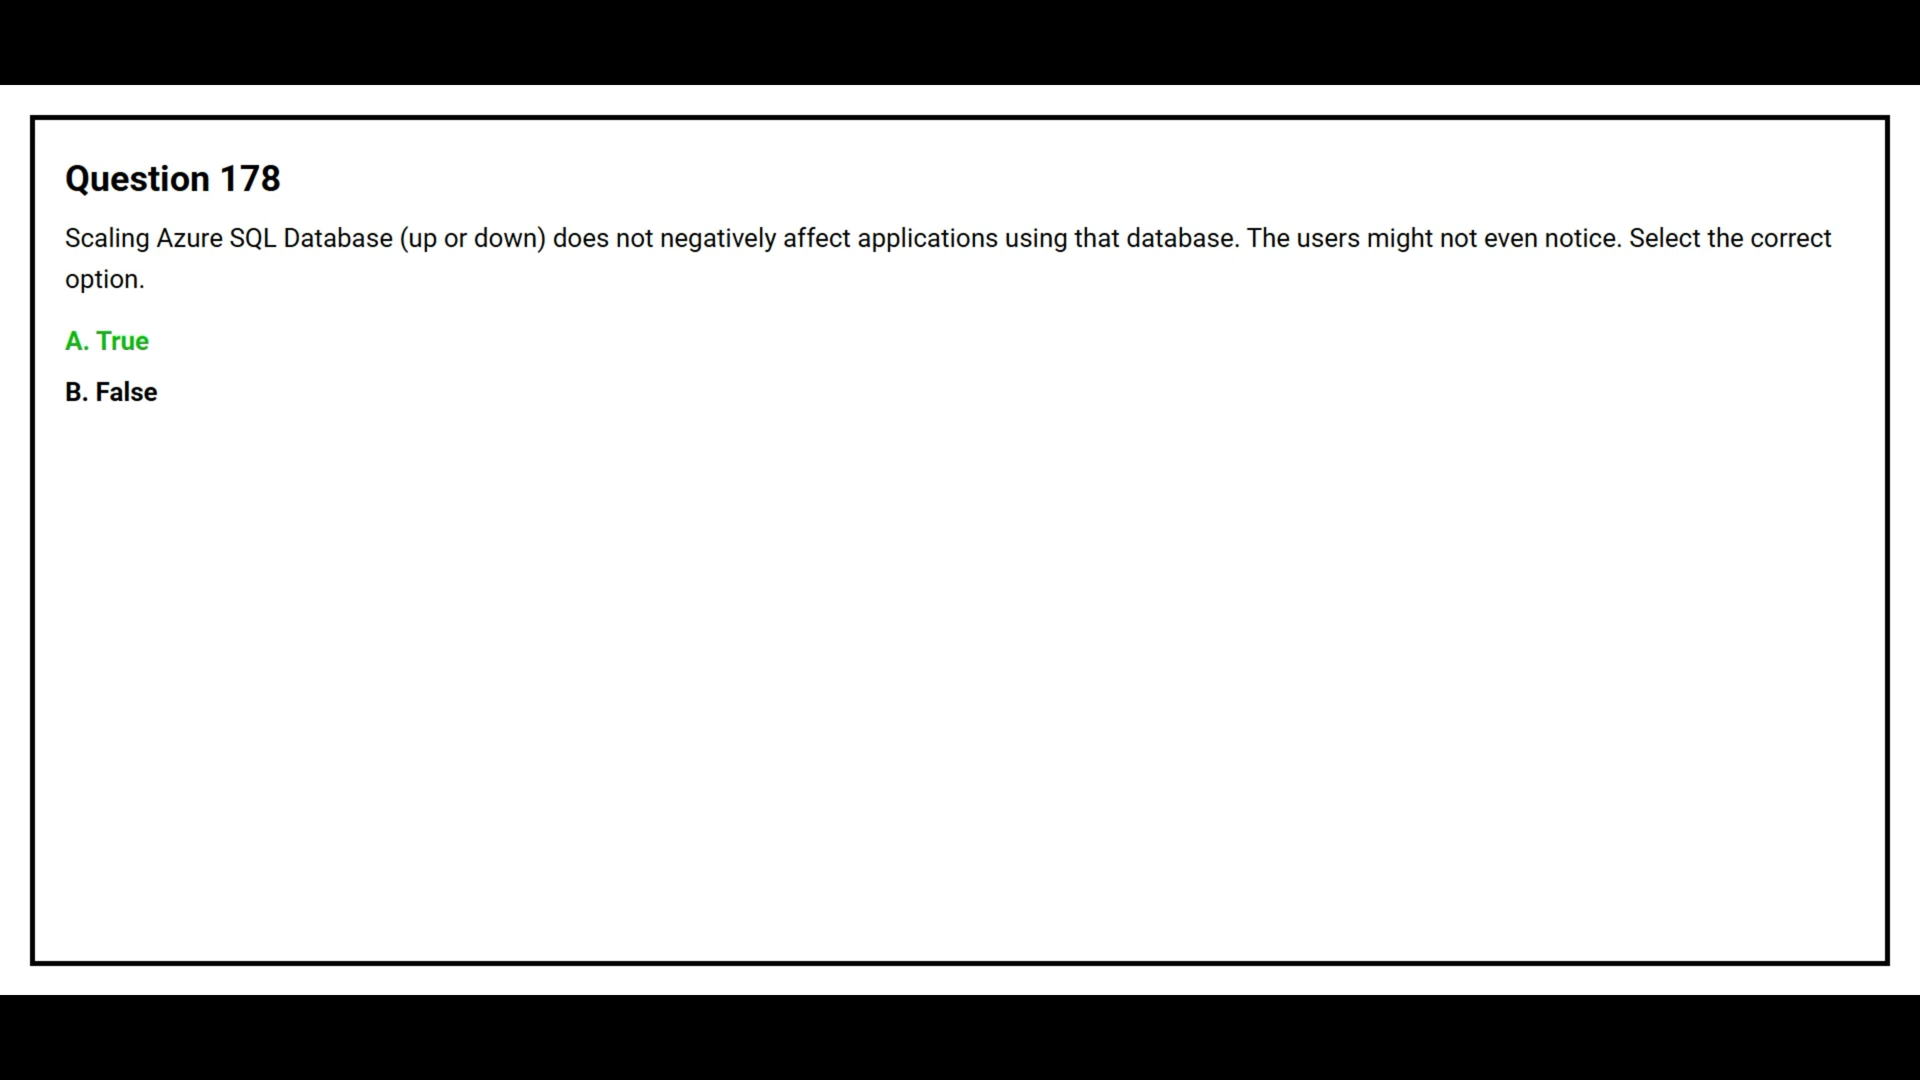 Question 178
Scaling Azure SQL Database (up or down) does not negatively affect applications using that database. The users might not even notice. Select the correct
option.
A. True
B. False